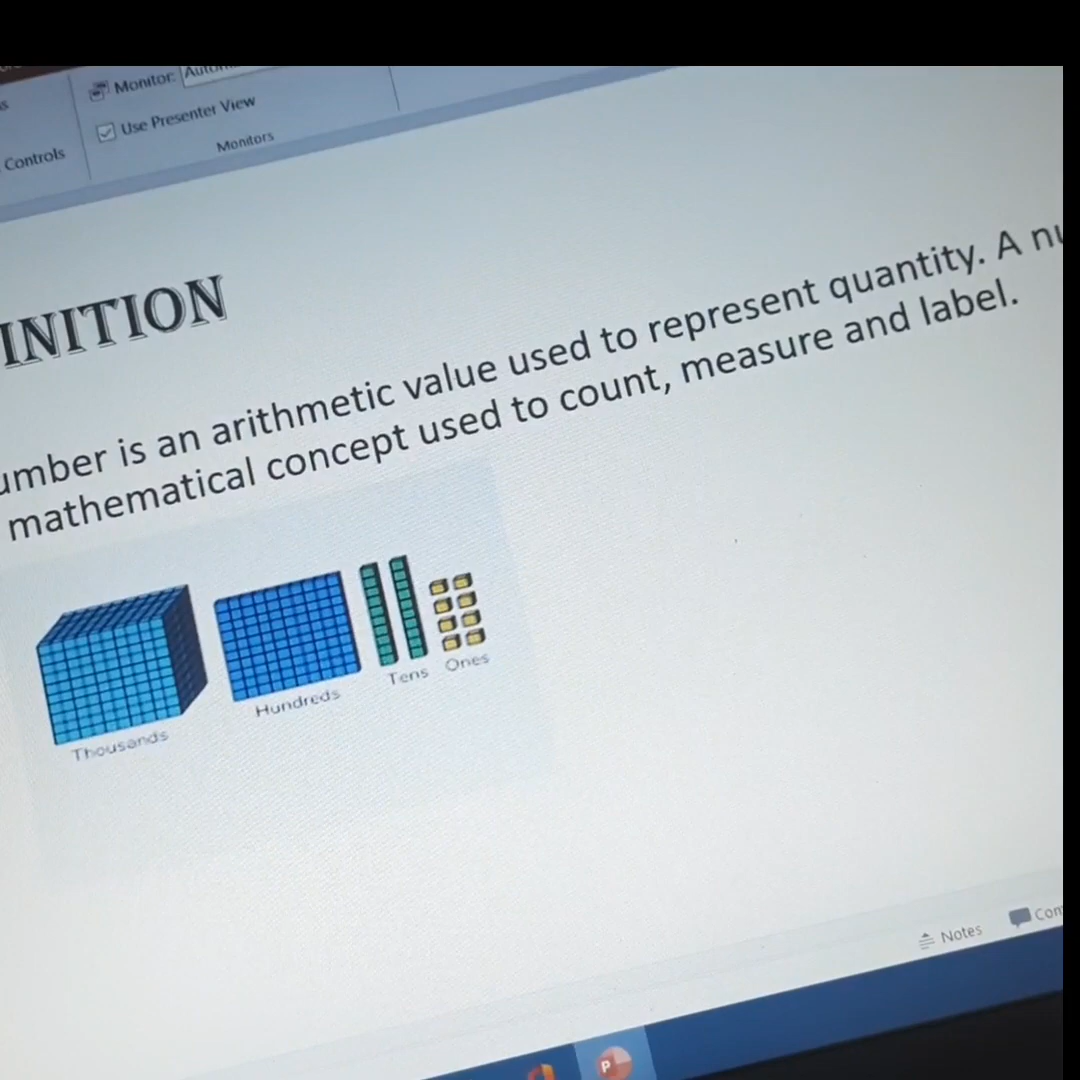 Monitor:
Controls
Use Presenter View
Monitors
INITION
umber is an arithmetic value used to represent quantity. A nu
mathematical concept used to count, measure and label.
Thousands
Hundreds
Tens
Ones
Notes
P